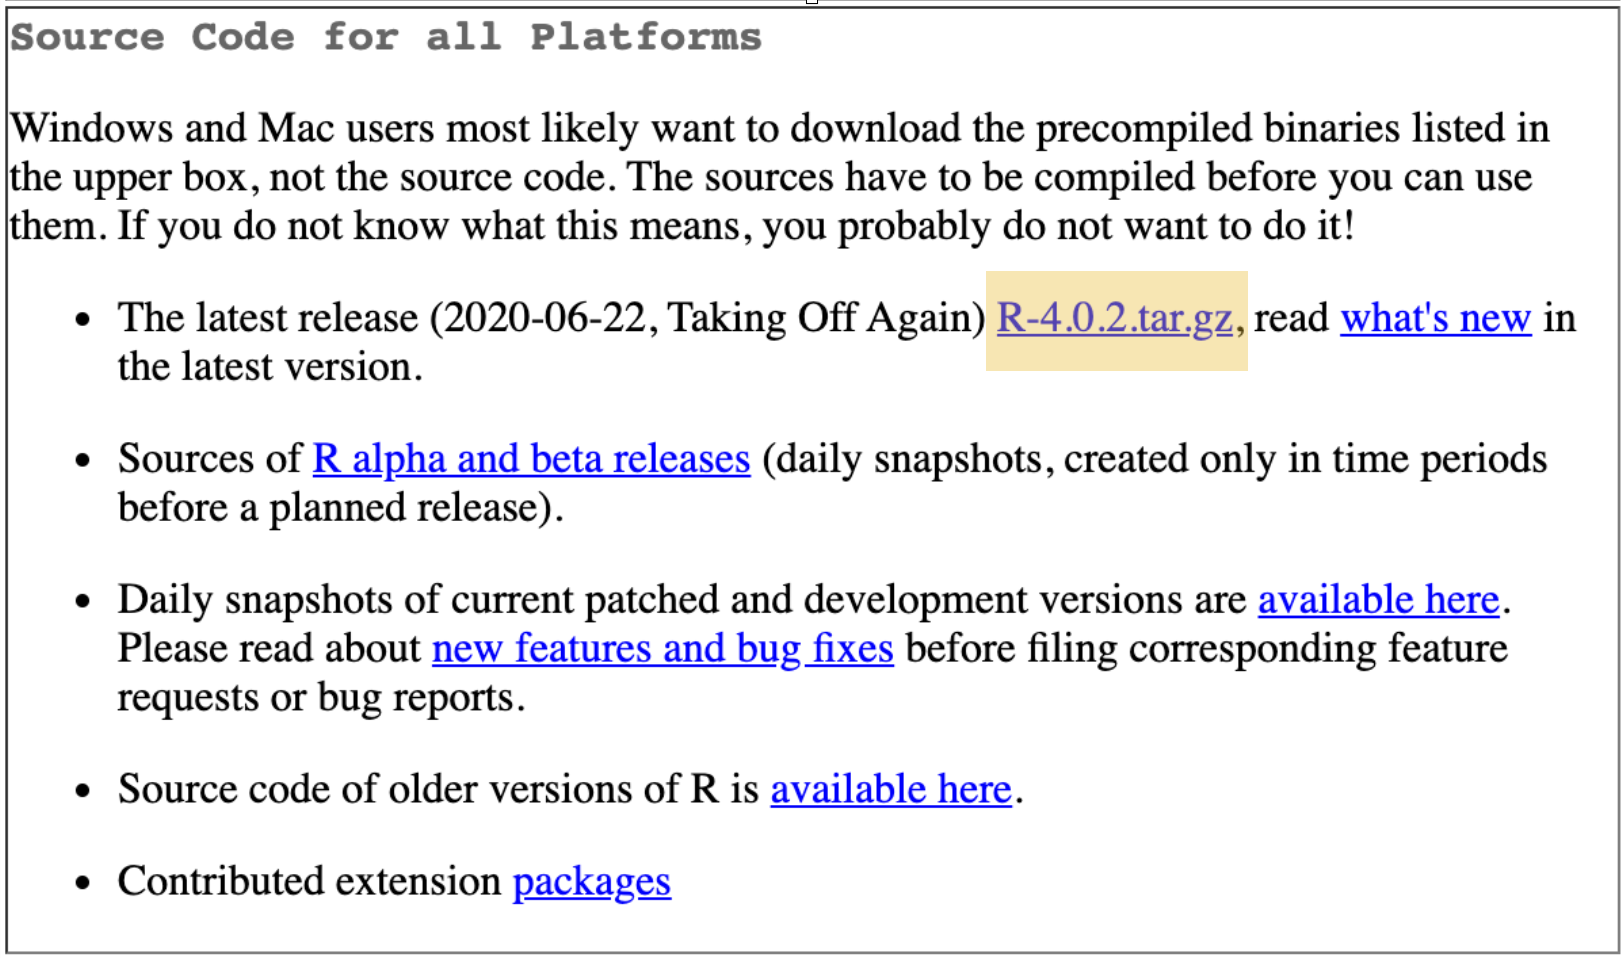 Source Code for all Platforms
Windows and Mac users most likely want to download the precompiled binaries listed in
the upper box, not the source code. The sources have to be compiled before you can use
them. If you do not know what this means, you probably do not want to do it!
• The latest release (2020-06-22, Taking Off Again) R-4.0.2.tar.gz, read what's new in
the latest version.
• Sources of R alpha and beta releases (daily snapshots, created only in time periods
before a planned release).
• Daily snapshots of current patched and development versions are available here.
Please read about new features and bug fixes before filing corresponding feature
requests or bug reports.
• Source code of older versions of R is available here.
• Contributed extension packages